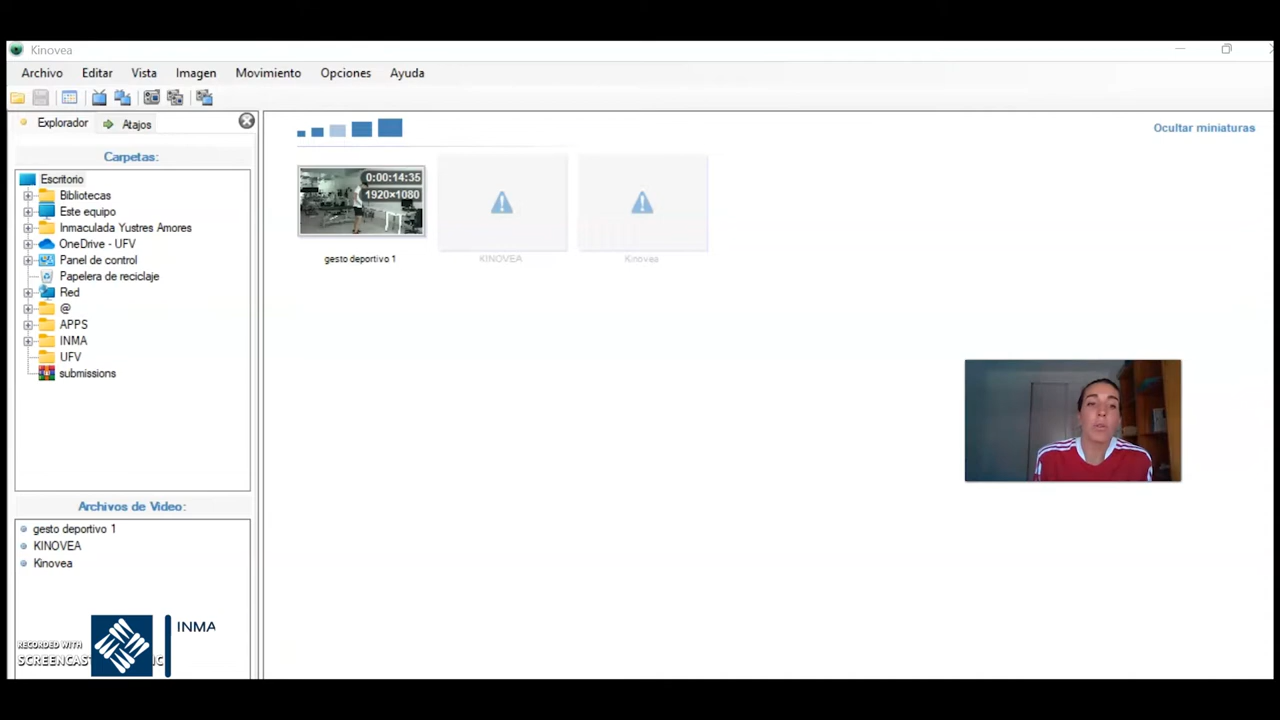 Kinovea
Archivo Editar Vista Imagen Movimiento Opciones Ayuda
Explorador Atajos
Ocultar miniaturas
Carpetas:
Escritorio
Bibliotecas
Este equipo
Inmaculada Yustres Amores
OneDrive - UFV
Panel de control
Papelera de reciclaje
Red
@
APPS
INMA
UFV
submissions
0:00:14:35
1920×1080
gesto deportivo 1
KINOVEA
Kinovea
Archivos de Video:
gesto deportivo 1
KINOVEA
Kinovea
INMA
RECORDED WITH